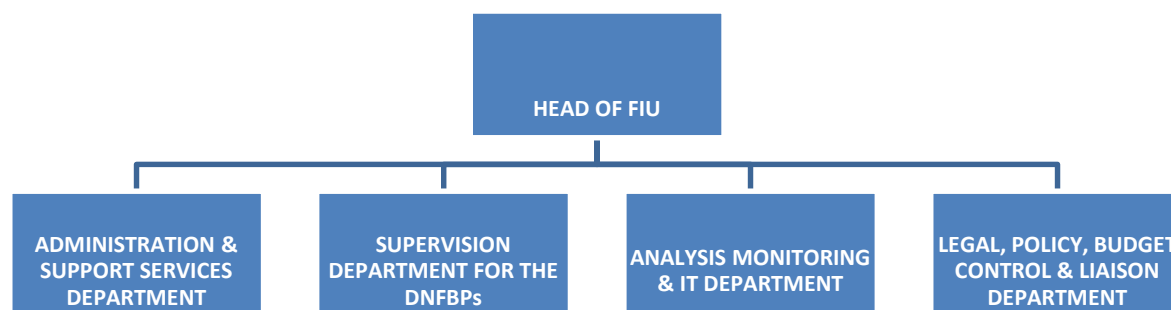 HEAD OF FIU
ADMINISTRATION &
SUPPORT SERVICES
DEPARTMENT
SUPERVISION
DEPARTMENT FOR THE
DNFBPs
ANALYSIS MONITORING
& IT DEPARTMENT
LEGAL, POLICY, BUDGET
CONTROL & LIAISON
DEPARTMENT